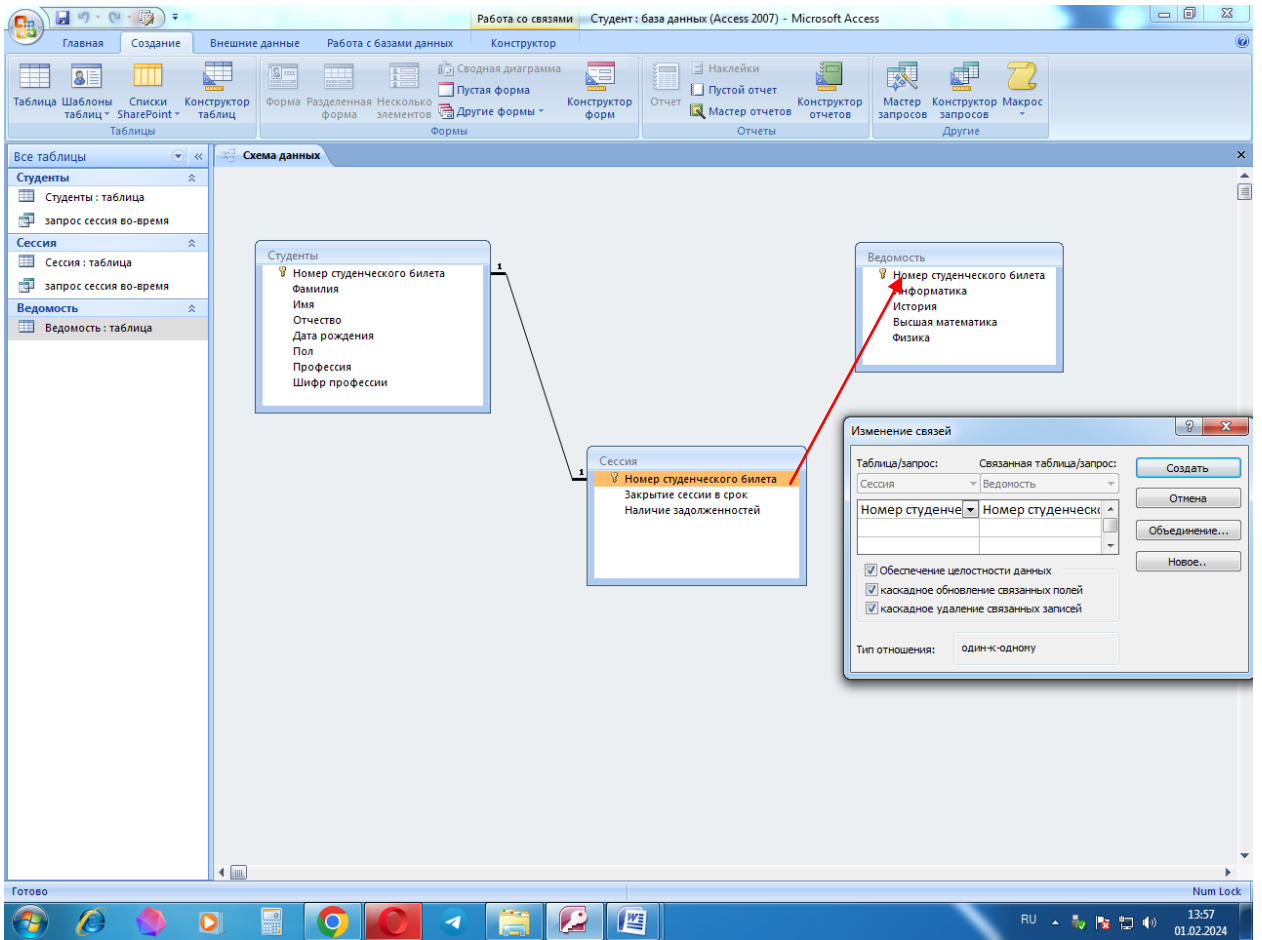 Работа со связями Студент : база данных (Access 2007) - Microsoft Access
Главная Создание Внешние данные Работа с базами данных Конструктор
Таблица
Шаблоны таблиц
Списки SharePoint
Конструктор таблиц
Таблицы
Форма
Разделенная форма
Несколько элементов
Сводная диаграмма
Пустая форма
Другие формы
Конструктор форм
Формы
Отчет
Наклейки
Пустой отчет
Мастер отчетов
Конструктор отчетов
Отчеты
Мастер запросов
Конструктор запросов
Макрос
Другие
Все таблицы
Студенты
Студенты : таблица
запрос сессия во-время
Сессия
Сессия : таблица
запрос сессия во-время
Ведомость
Ведомость : таблица
Схема данных
Студенты
Номер студенческого билета
Фамилия
Имя
Отчество
Дата рождения
Пол
Профессия
Шифр профессии
1
1
Сессия
Номер студенческого билета
Закрытие сессии в срок
Наличие задолженностей
Ведомость
Номер студенческого билета
Информатика
История
Высшая математика
Физика
Изменение связей
Таблица/запрос: Связанная таблица/запрос:
Сессия Ведомость
Номер студенче Номер студенческ
Создать
Отмена
Объединение...
Новое..
Обеспечение целостности данных
каскадное обновление связанных полей
каскадное удаление связанных записей
Тип отношения: один-к-одному
Готово Num Lock
RU 13:57
01.02.2024